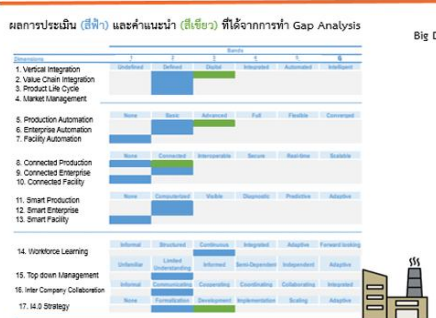 ผลการประเมิน (สีฟ้า) และคำแนะนำ (สีเขียว) ที่ได้จากการทำ Gap Analysis
Big D
Bands
Dimensions 1 2 3 4 5 6
1. Vertical Integration Undefined Defined Digital Integrated Automated Intelligent
2. Value Chain Integration
3. Product Life Cycle
4. Market Management
5. Production Automation None Basic Advanced Full Flexible Converged
6. Enterprise Automation
7. Facility Automation
8. Connected Production None Connected Interoperable Secure Real-time Scalable
9. Connected Enterprise
10. Connected Facility
11. Smart Production None Computerized Visible Diagnostic Predictive Adaptive
12. Smart Enterprise
13. Smart Facility
14. Workforce Learning Informal Structured Continuous Integrated Adaptive Forward looking
15. Top down Management Unfamiliar Limited Understanding Informed Semi-Dependent Independent Adaptive
16. Inter Company Collaboration Informal Communicating Cooperating Coordinating Collaborating Integrated
17. I4.0 Strategy None Formalization Development Implementation Scaling Adaptive